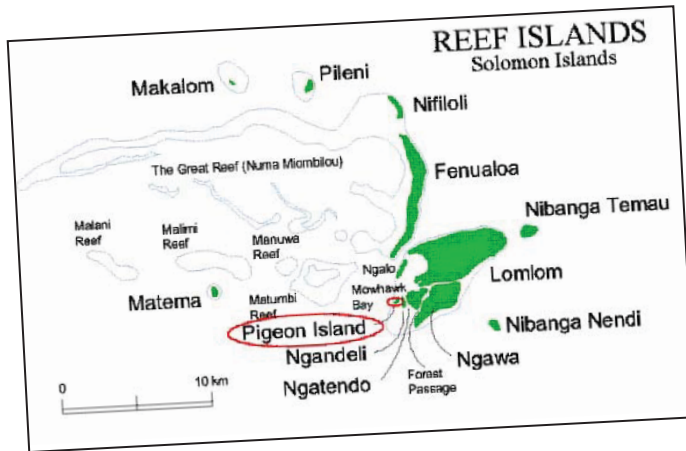 REEF ISLANDS
Solomon Islands
Makalom
Pileni
Nifiloli
The Great Reef (Numa Miombilou)
Fenualoa
Nibanga Temau
Malani
Reef
Malimi
Reef
Manuwa
Reef
Ngalo
Lomlom
Matema
Matumbi
Reef
Mowhawk
Bay
Pigeon Island
Nibanga Nendi
Ngandeli
Ngawa
Ngatendo
Forest
Passage
0
10 km